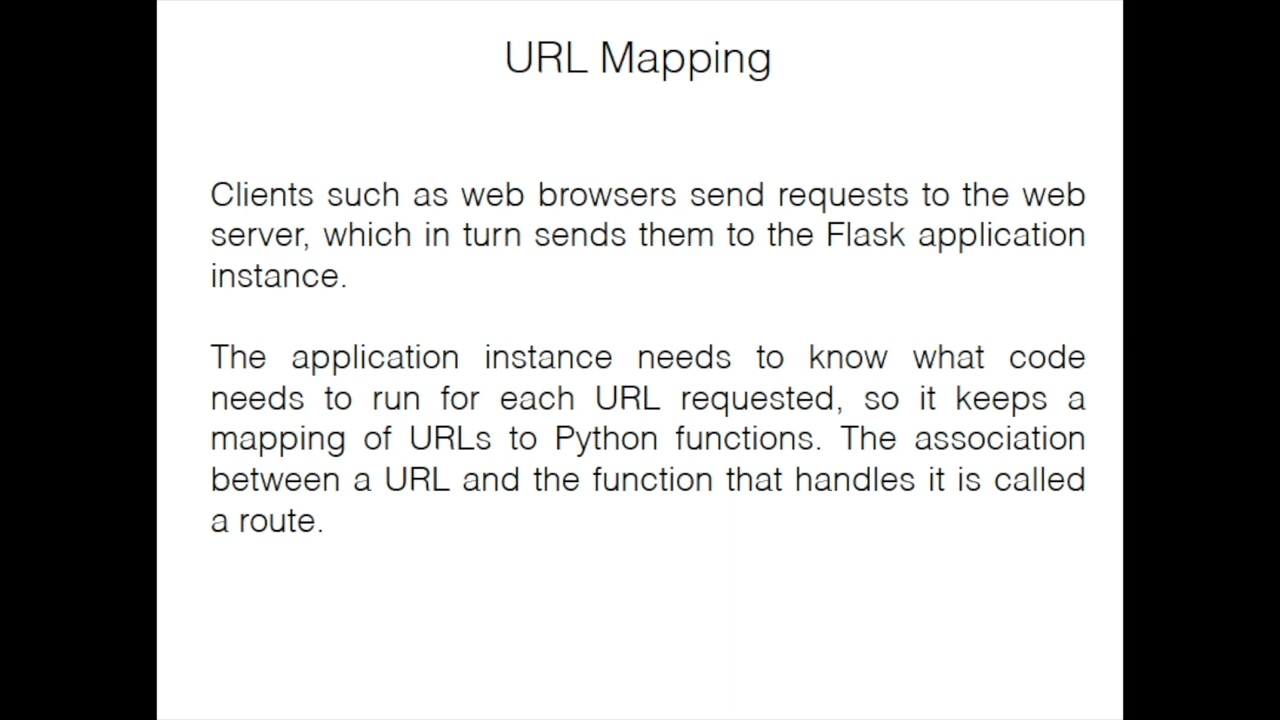 URL Mapping
Clients such as web browsers send requests to the web
server, which in turn sends them to the Flask application
instance.
The application instance needs to know what code
needs to run for each URL requested, so it keeps a
mapping of URLs to Python functions. The association
between a URL and the function that handles it is called
a route.